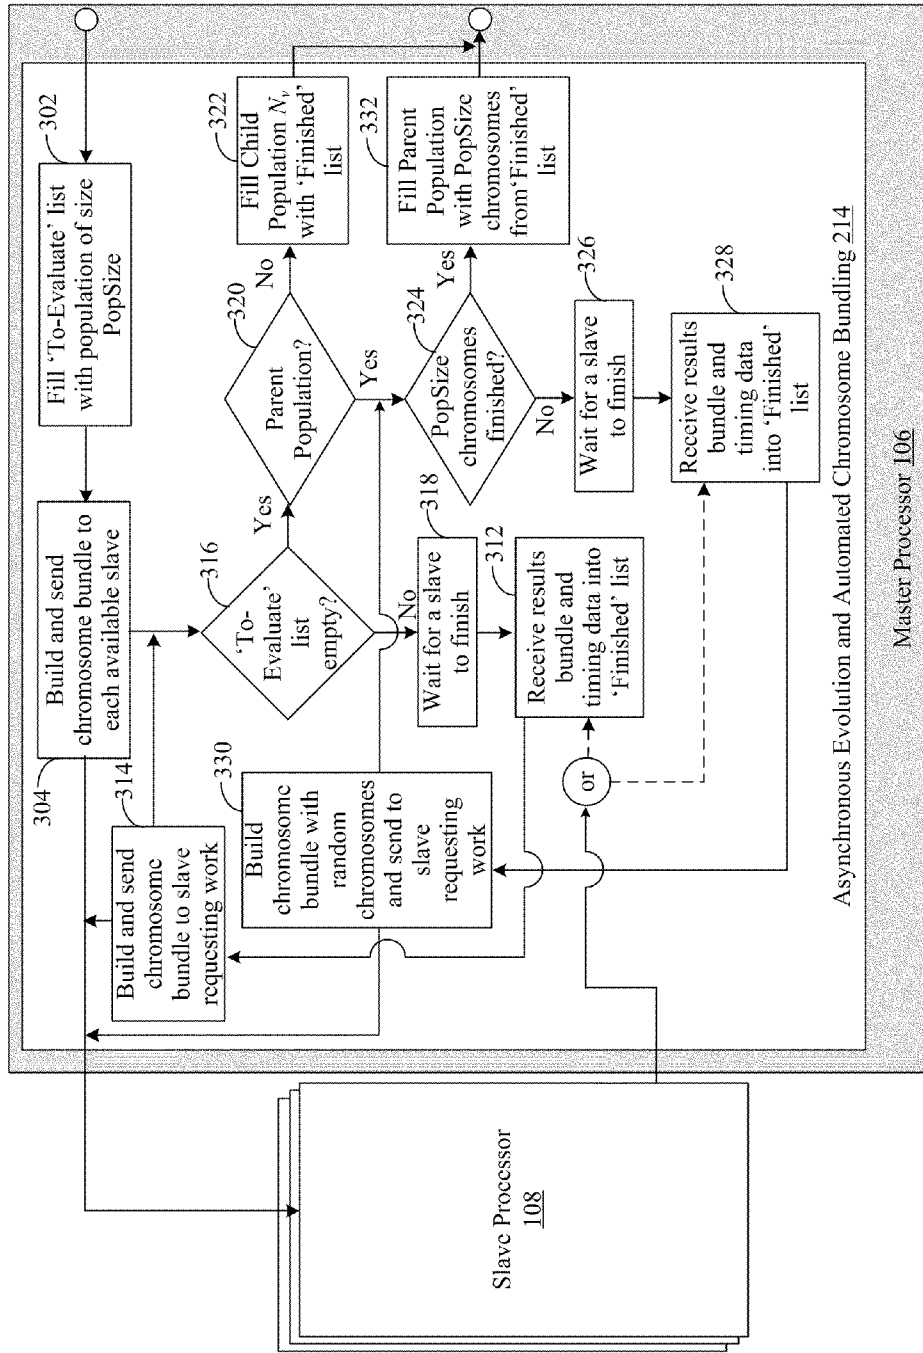 302
Fill 'To-Evaluate' list
with population of size
PopSize
304
Build and send
chromosome bundle to
each available slave
314
Build and send
chromosome
bundle to slave
requesting work
316
'To-
Evaluate'
list
empty?
Yes
No
320
Parent
Population?
No
Yes
322
Fill Child
Population Nv
with 'Finished'
list
318
Wait for a slave
to finish
312
Receive results
bundle and
timing data into
'Finished' list
330
Build
chromosome
bundle with
random
chromosomes
and send to
slave
requesting
work
324
PopSize
chromosomes
finished?
Yes
No
332
Fill Parent
Population
with PopSize
chromosomes
from 'Finished'
list
326
Wait for a slave
to finish
328
Receive results
bundle and
timing data
into 'Finished'
list
or
Asynchronous Evolution and Automated Chromosome Bundling 214
Master Processor 106
Slave Processor
108